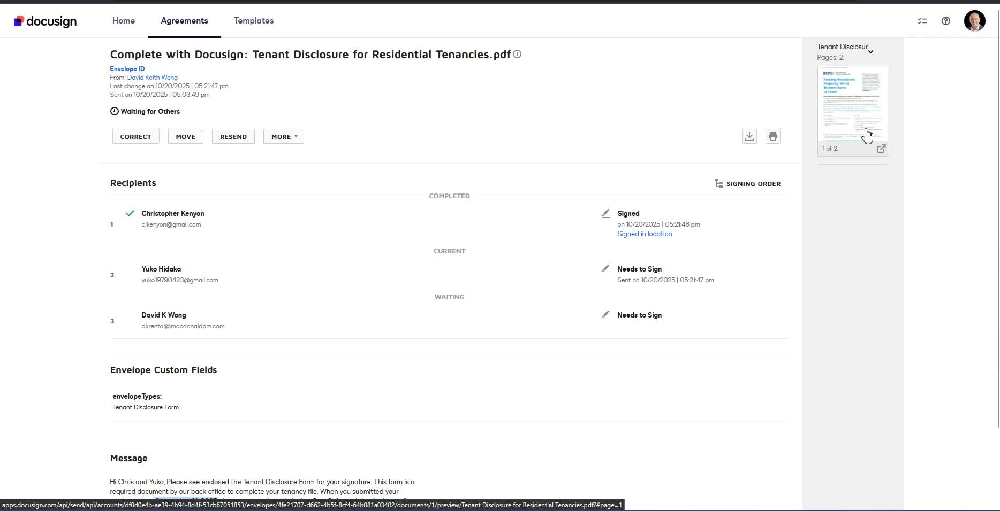 docusign
Home
Agreements
Templates
Complete with Docusign: Tenant Disclosure for Residential Tenancies.pdf
Envelope ID
From: David Keith Wong
Last change on 10/20/2025 | 05:21:47 pm
Sent on 10/20/2025 | 05:03:49 pm
Waiting for Others
CORRECT
MOVE
RESEND
MORE
Tenant Disclosur...
Pages: 2
BCFSA
Renting Residential
Property: What
Tenants Need
to Know
1 of 2
Recipients
SIGNING ORDER
COMPLETED
1
Christopher Kenyon
cjkenyon@gmail.com
Signed
on 10/20/2025 | 05:21:46 pm
Signed in location
CURRENT
2
Yuko Hidaka
yuko19790423@gmail.com
Needs to Sign
Sent on 10/20/2025 | 05:21:47 pm
WAITING
3
David K Wong
dkrental@macdonaldpm.com
Needs to Sign
Envelope Custom Fields
envelopeTypes:
Tenant Disclosure Form
Message
Hi Chris and Yuko, Please see enclosed the Tenant Disclosure Form for your signature. This form is a
required document by our back office to complete your tenancy file. When you submitted your
apps.docusign.com/api/send/api/accounts/df0d0e4b-ae39-4b94-8d4f-53cb67051853/envelopes/4fe21707-d662-4b5f-8cf4-64b081a03402/documents/1/preview/Tenant Disclosure for Residential Tenancies.pdf?#page=1